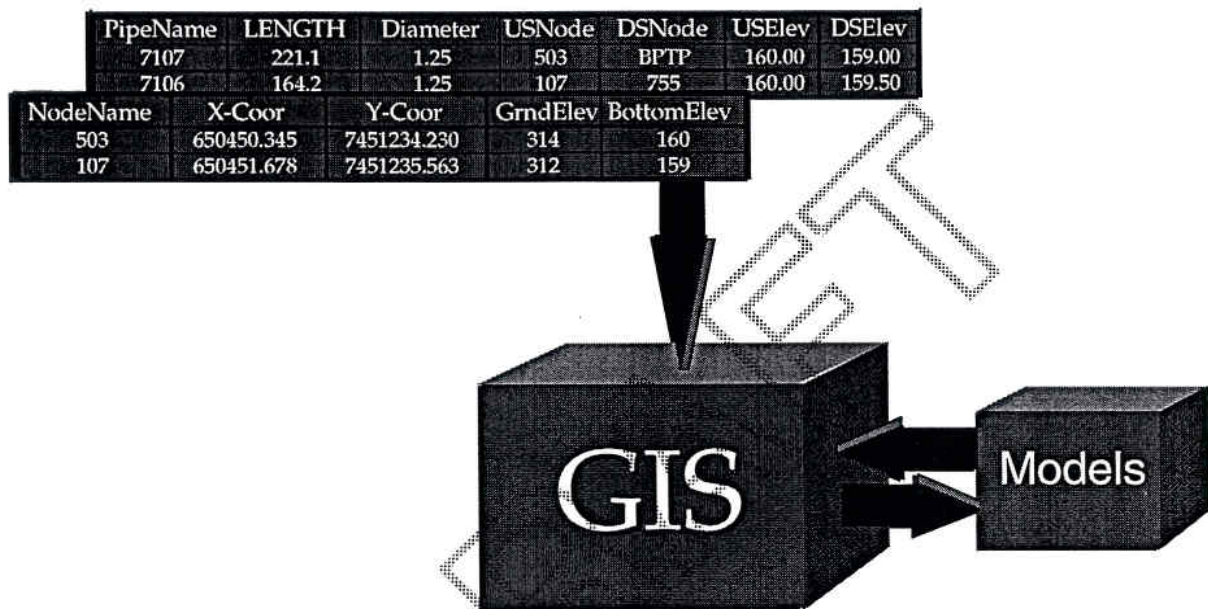 PipeName LENGTH Diameter USNode DSNode USElev DSElev
7107 221.1 1.25 503 BPTP 160.00 159.00
7106 164.2 1.25 107 755 160.00 159.50
NodeName X-Coor Y-Coor GrndElev BottomElev
503 650450.345 7451234.230 314 160
107 650451.678 7451235.563 312 159
GIS
Models